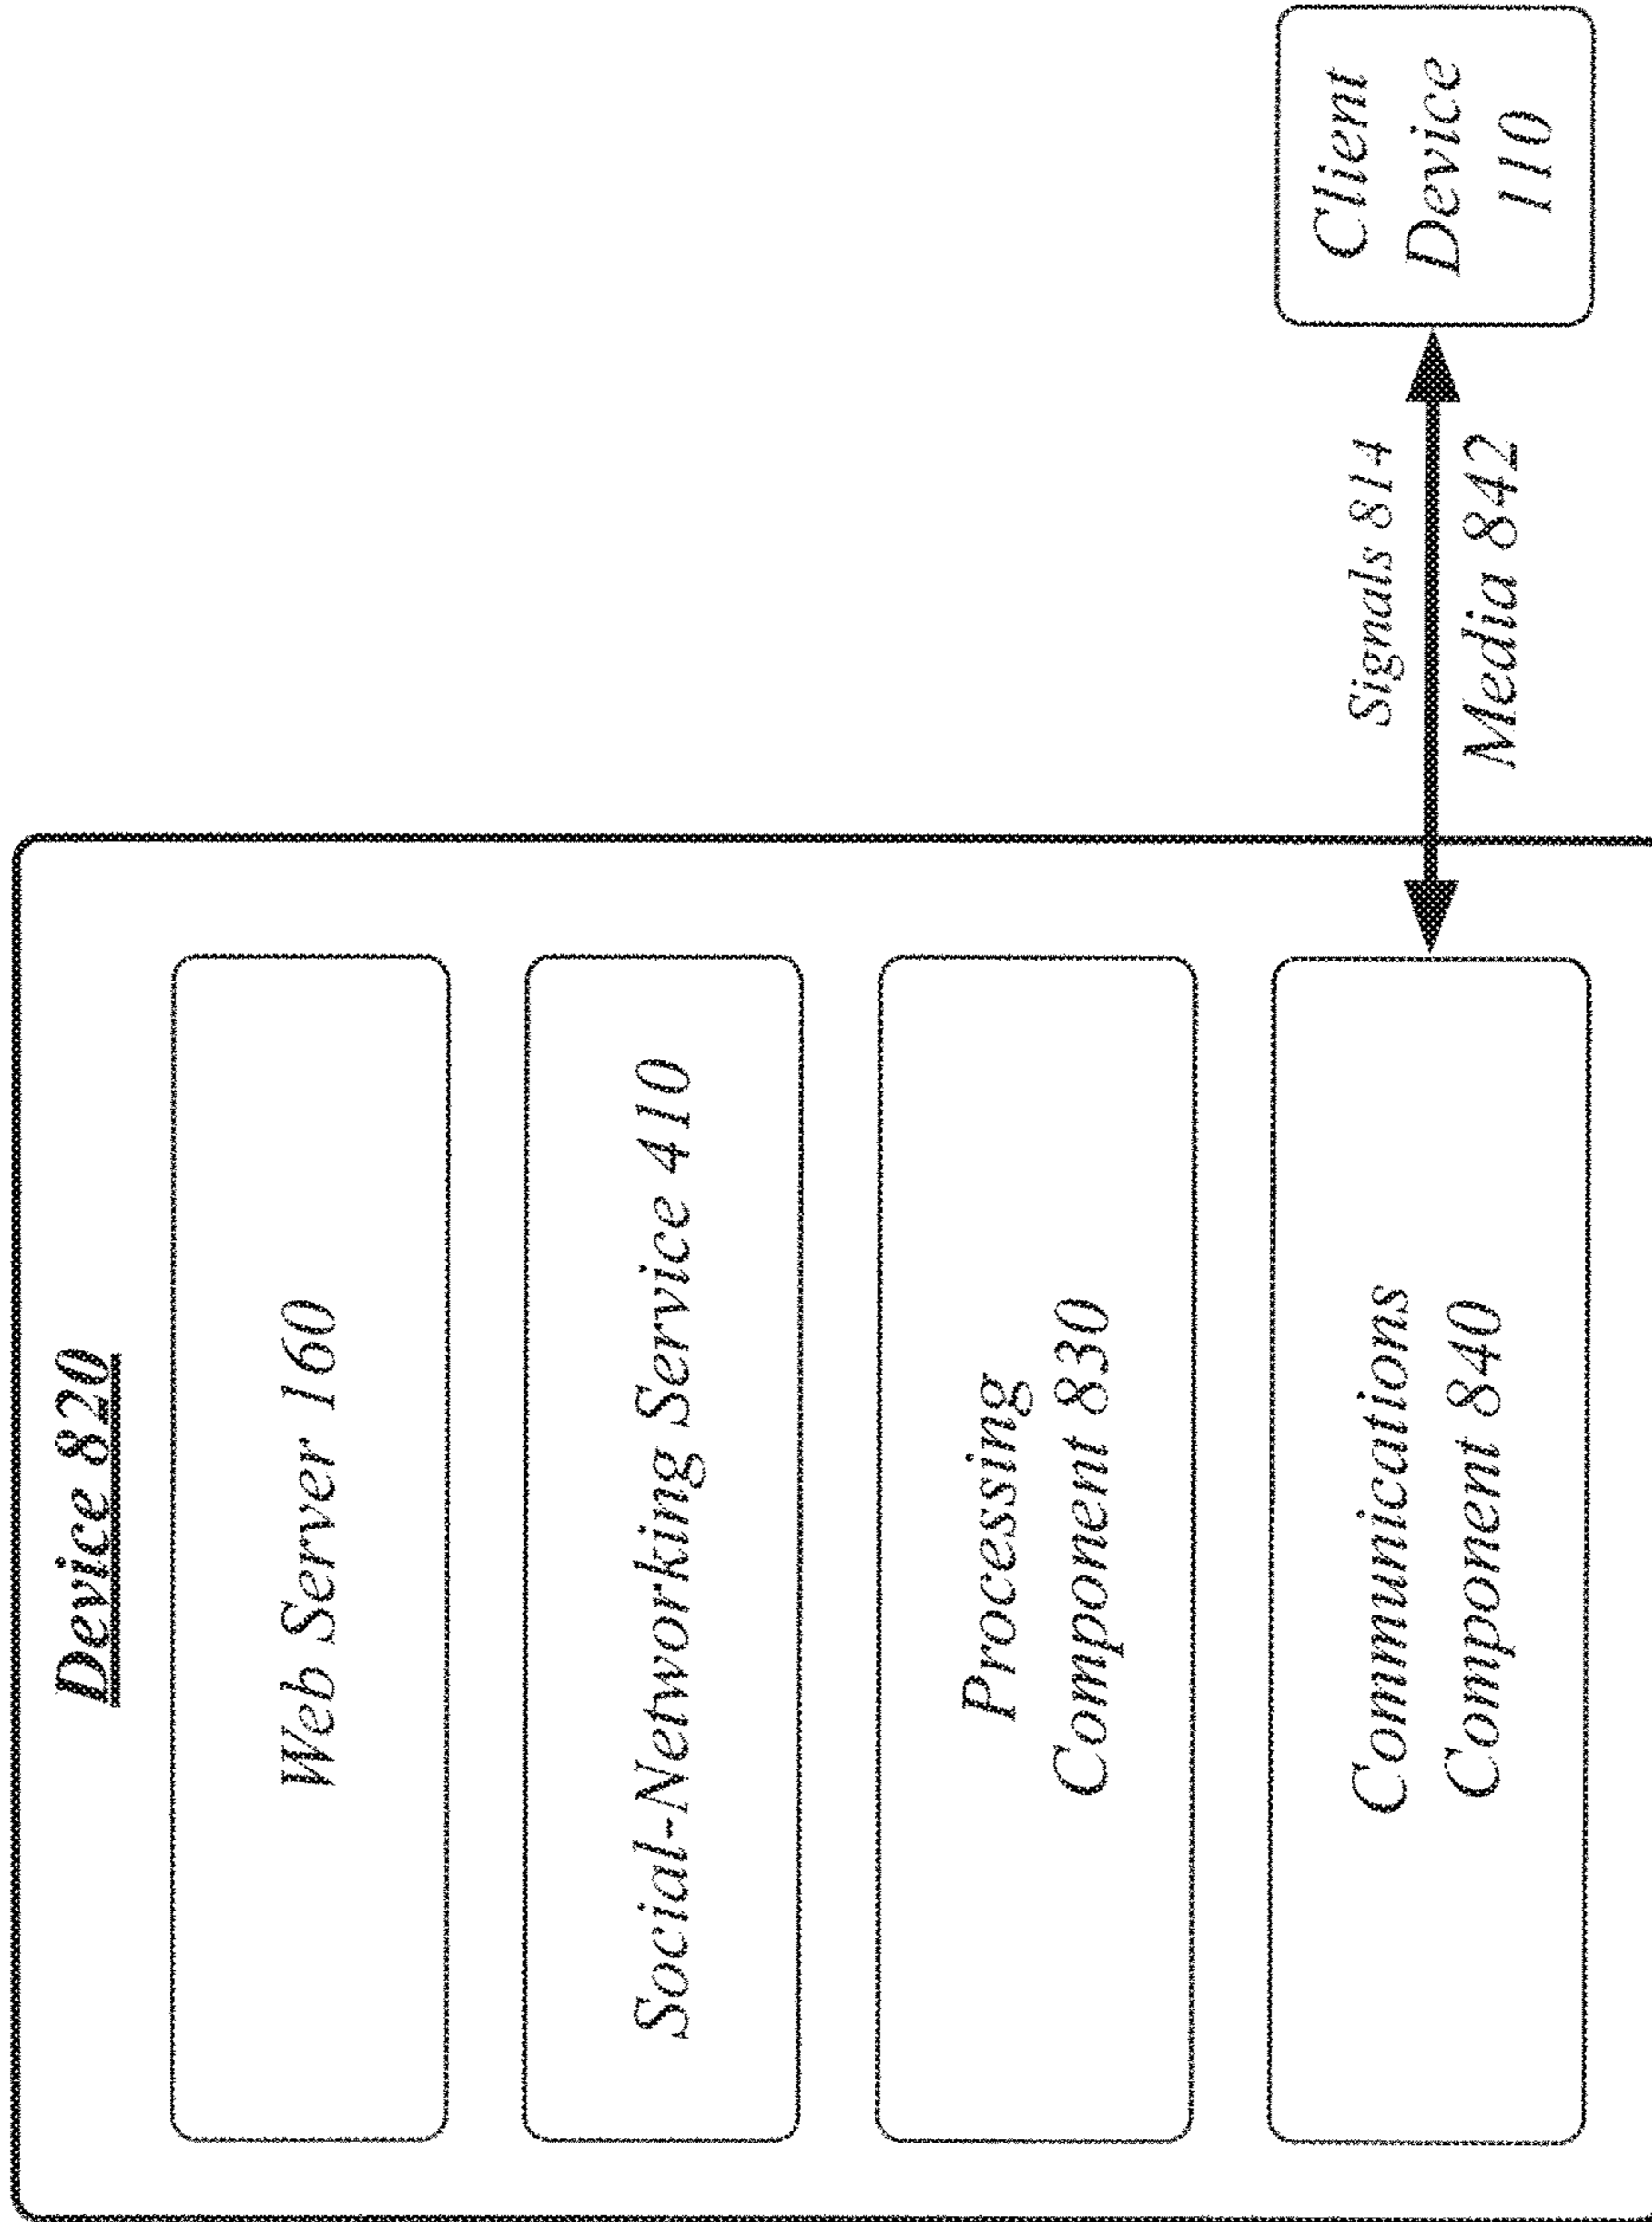 Device 820
Web Server 160
Social-Networking Service 410
Processing
Component 830
Communications
Component 840
Signals 814
Media 842
Client
Device
110